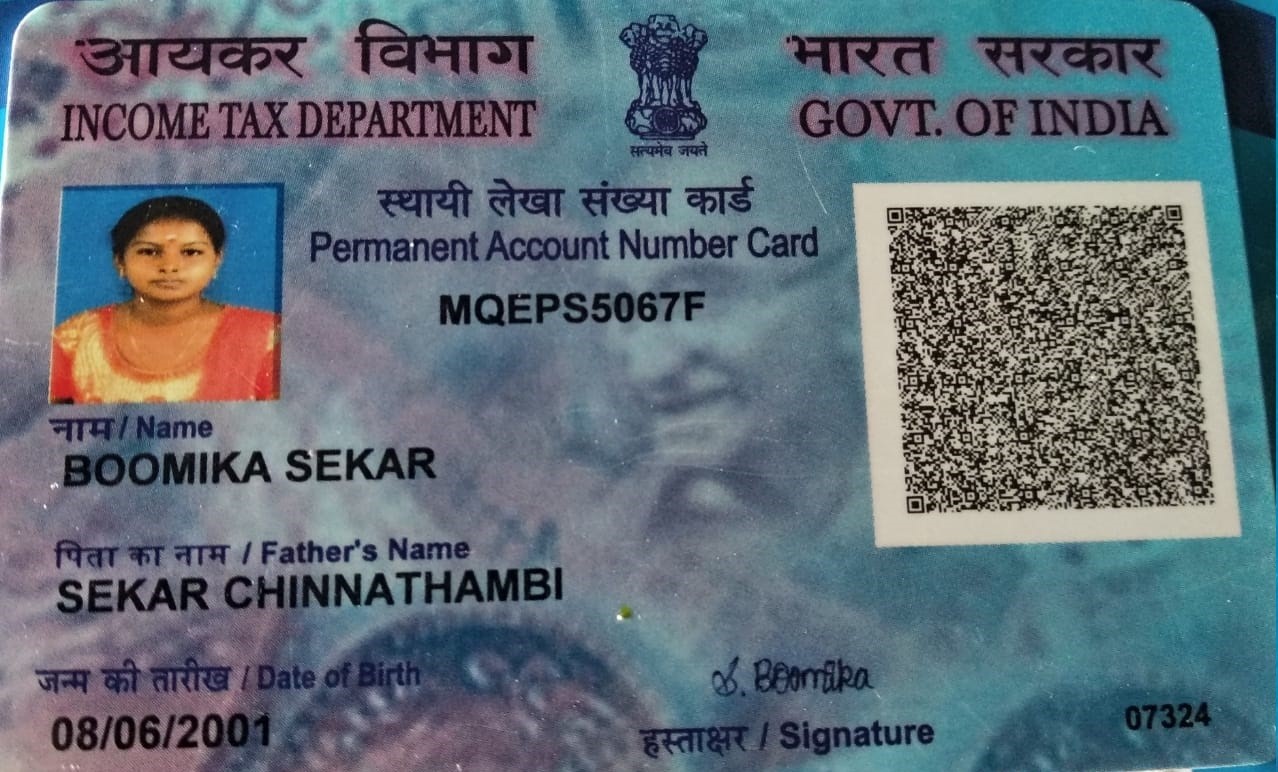 आयकर विभाग
INCOME TAX DEPARTMENT
भारत सरकार
GOVT. OF INDIA
सत्यमेव जयते
स्थायी लेखा संख्या कार्ड
Permanent Account Number Card
MQEPS5067F
नाम / Name
BOOMIKA SEKAR
पिता का नाम / Father's Name
SEKAR CHINNATHAMBI
जन्म की तारीख / Date of Birth
08/06/2001
S. Boomika
हस्ताक्षर / Signature
07324